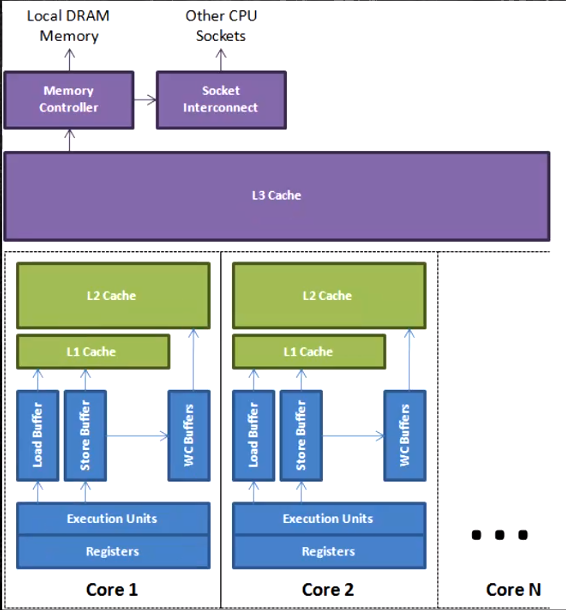 Local DRAM
Memory
Other CPU
Sockets
Memory
Controller
Socket
Interconnect
L3 Cache
L2 Cache
L2 Cache
L1 Cache
L1 Cache
Load Buffer
Store Buffer
WC Buffers
Load Buffer
Store Buffer
WC Buffers
Execution Units
Execution Units
Registers
Registers
...
Core 1
Core 2
Core N